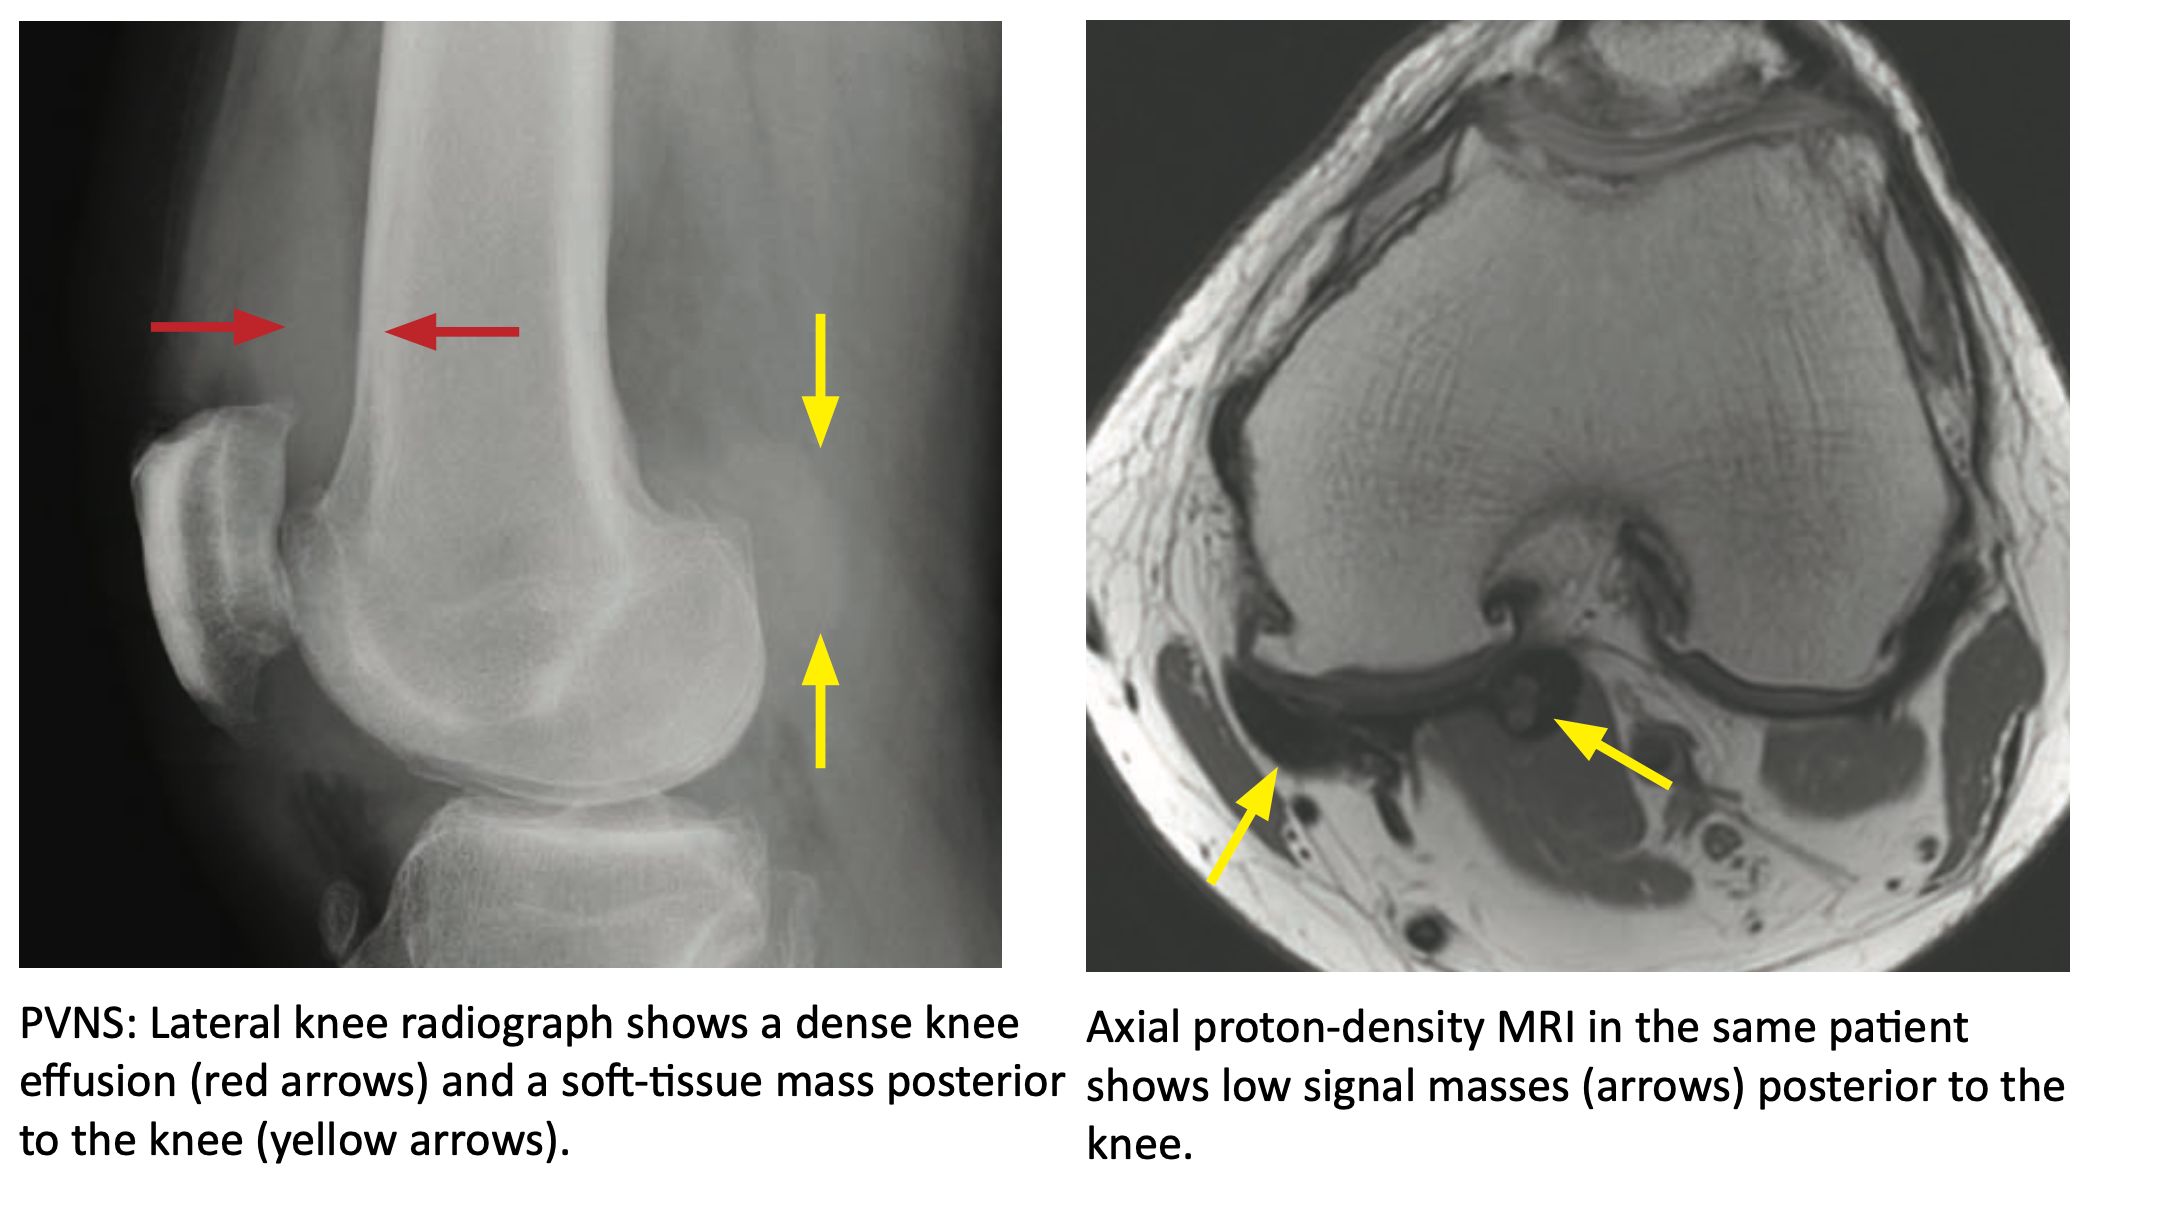 PVNS: Lateral knee radiograph shows a dense knee
effusion (red arrows) and a soft-tissue mass posterior
to the knee (yellow arrows).
Axial proton-density MRI in the same patient
shows low signal masses (arrows) posterior to the
knee.